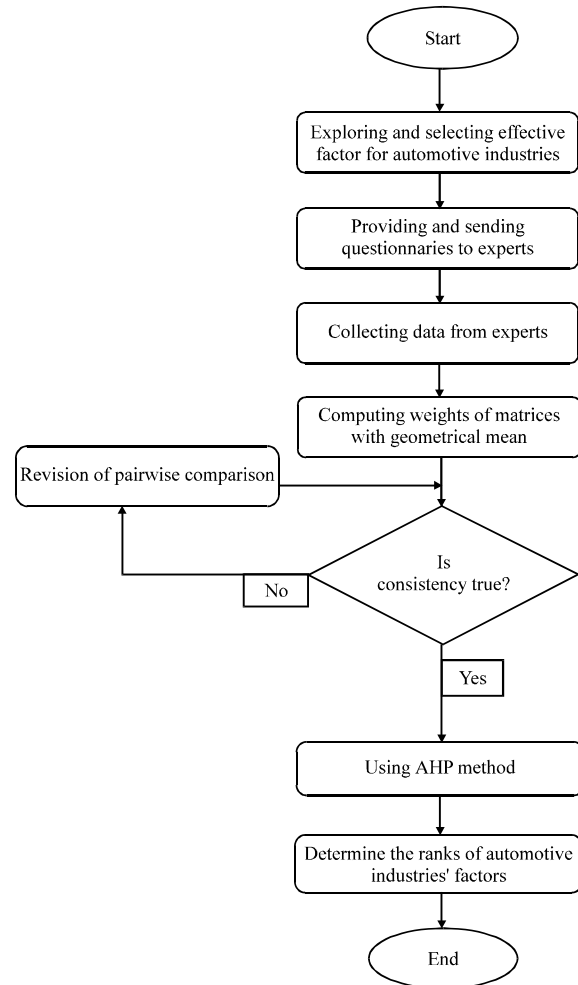 Start
Exploring and selecting effective
factor for automotive industries
Providing and sending
questionnaries to experts
Collecting data from experts
Computing weights of matrices
with geometrical mean
Revision of pairwise comparison
Is
consistency true?
No
Yes
Using AHP method
Determine the ranks of automotive
industries' factors
End